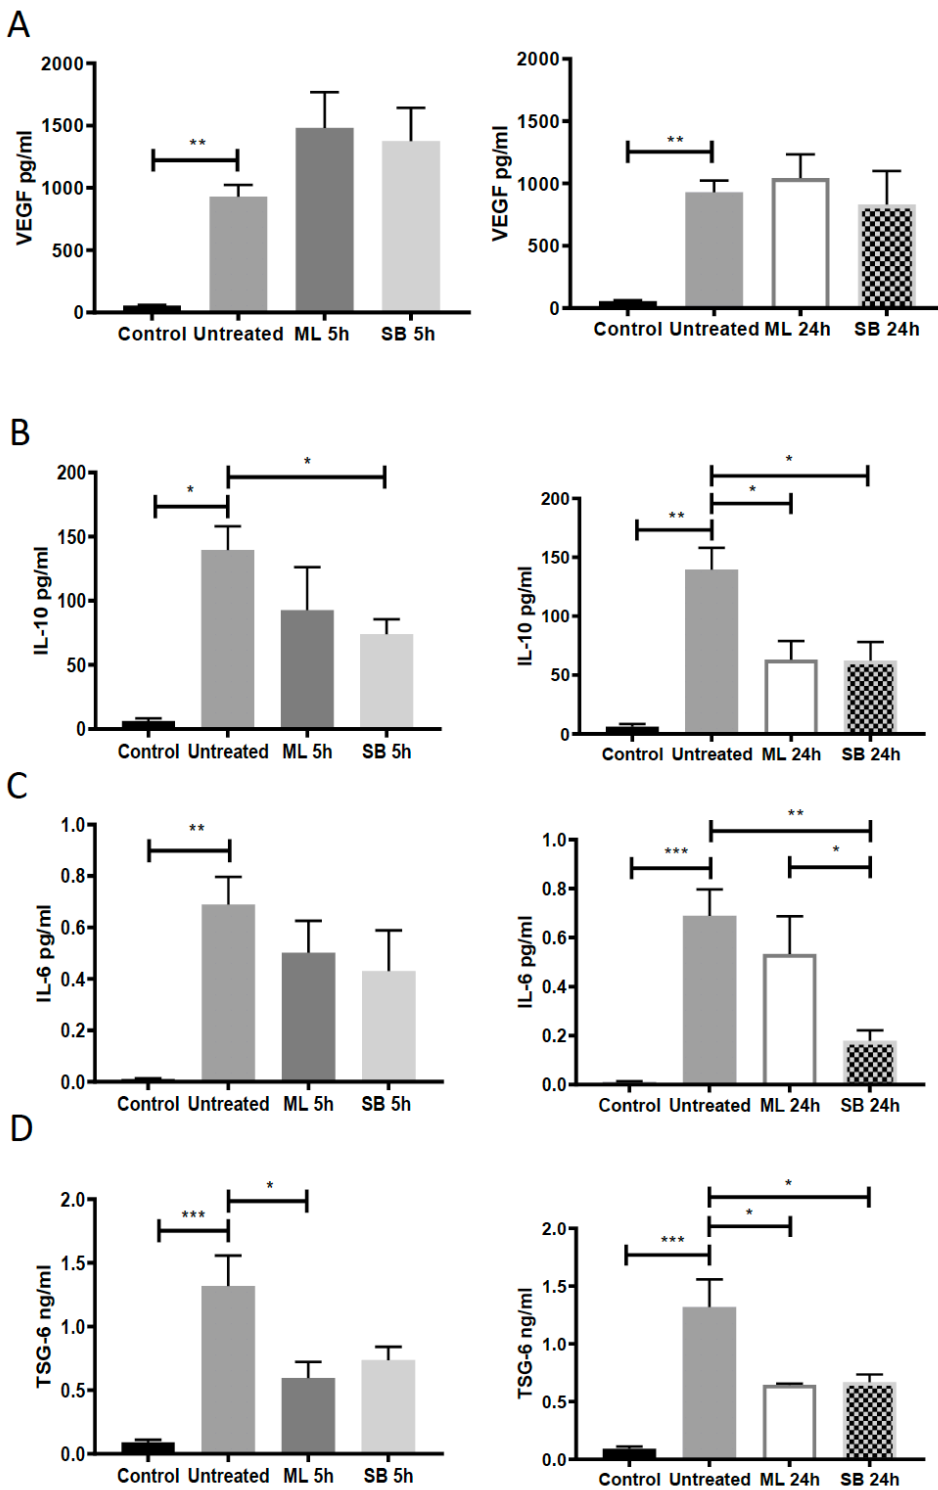 A
VEGF pg/ml
2000
1500
1000
500
0
**
Control Untreated ML 5h SB 5h
VEGF pg/ml
2000
1500
1000
500
0
**
Control Untreated ML 24h SB 24h
B
IL-10 pg/ml
200
150
100
50
0
*
*
Control Untreated ML 5h SB 5h
IL-10 pg/ml
200
150
100
50
0
*
*
**
Control Untreated ML 24h SB 24h
C
IL-6 pg/ml
1.0
0.8
0.6
0.4
0.2
0.0
**
Control Untreated ML 5h SB 5h
IL-6 pg/ml
1.0
0.8
0.6
0.4
0.2
0.0
**
*
***
Control Untreated ML 24h SB 24h
D
TSG-6 ng/ml
2.0
1.5
1.0
0.5
0.0
*
***
Control Untreated ML 5h SB 5h
TSG-6 ng/ml
2.0
1.5
1.0
0.5
0.0
*
*
***
Control Untreated ML 24h SB 24h